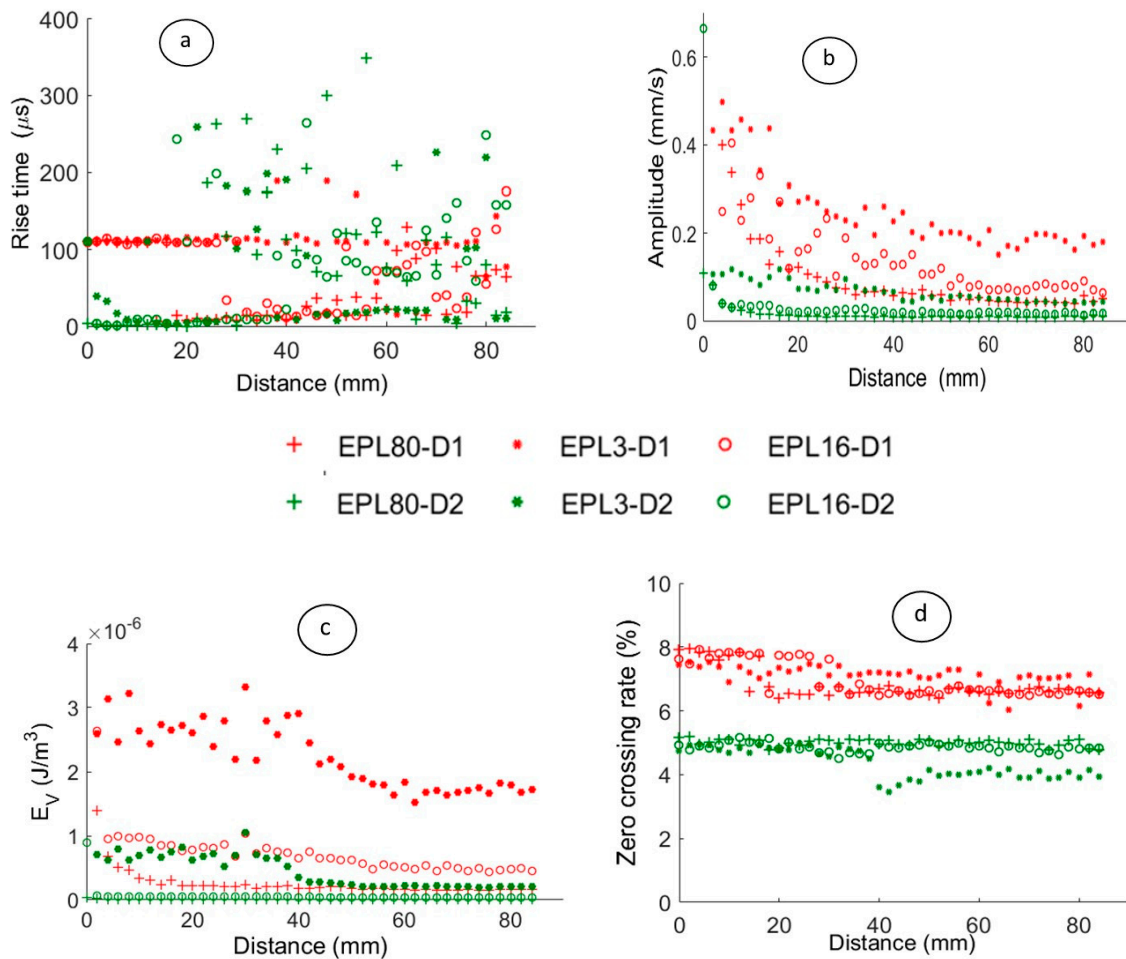 a
400
300
200
100
0
Rise time (μs)
0 20 40 60 80
Distance (mm)
b
0.6
0.4
0.2
0
Amplitude (mm/s)
0 20 40 60 80
Distance (mm)
EPL80-D1 EPL3-D1 EPL16-D1
EPL80-D2 EPL3-D2 EPL16-D2
c
×10-6
4
3
2
1
0
EV (J/m3)
0 20 40 60 80
Distance (mm)
d
10
8
6
4
2
0
Zero crossing rate (%)
0 20 40 60 80
Distance (mm)